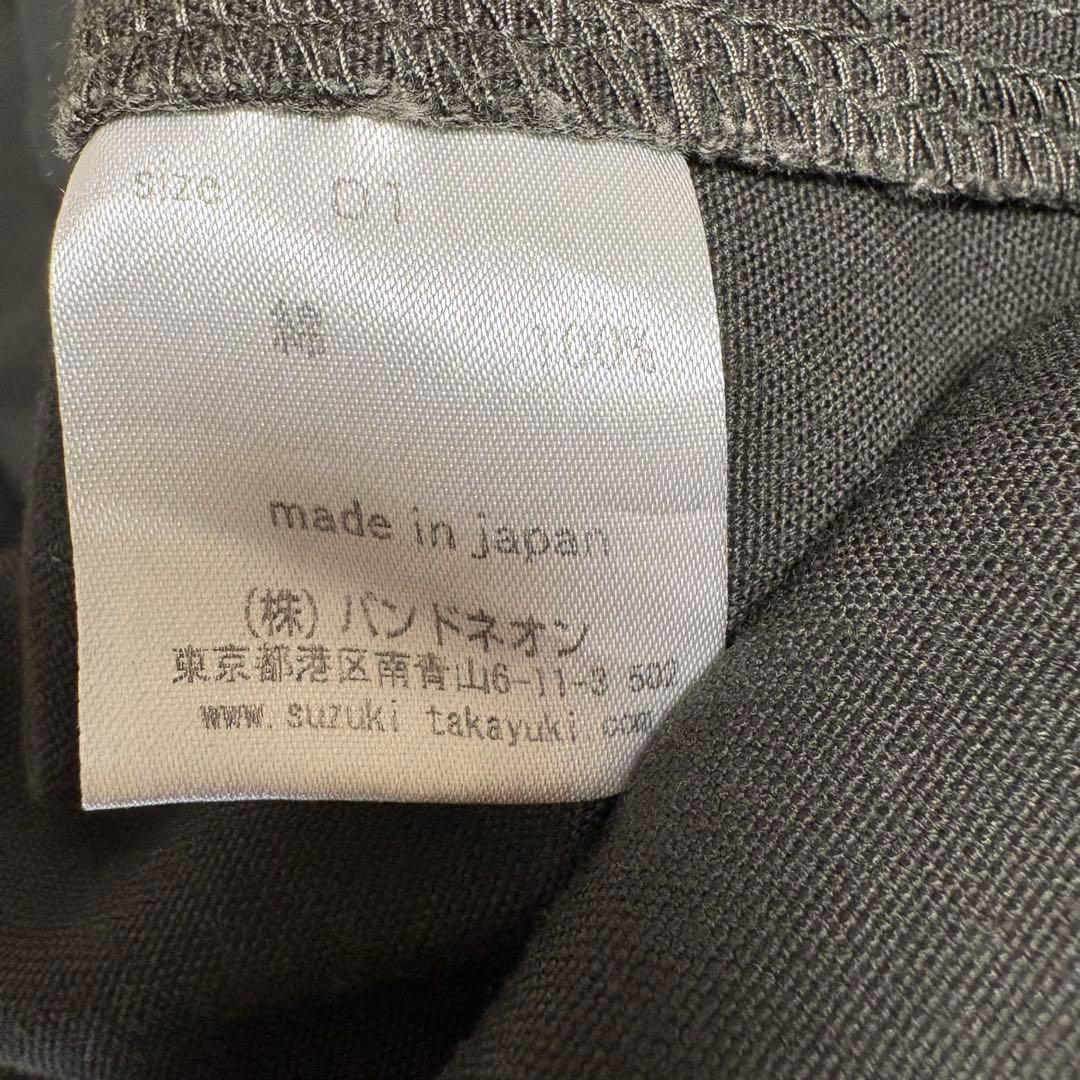 size 01
綿 100%
made in japan
(株) バンドネオン
東京都港区南青山6-11-3 502
www. suzuki takayuki com